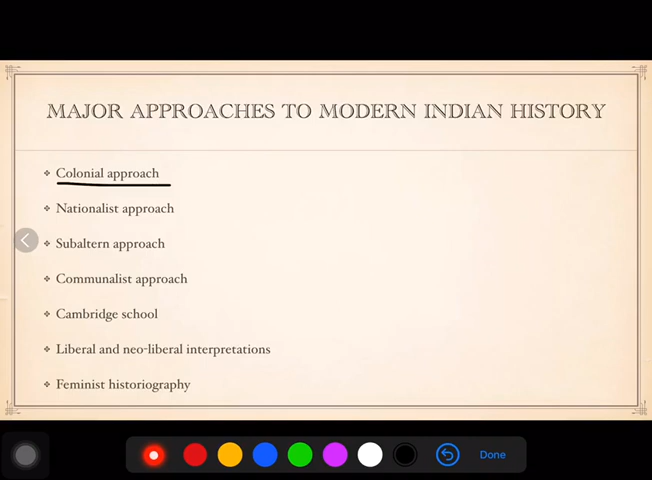 MAJOR APPROACHES TO MODERN INDIAN HISTORY
Colonial approach
Nationalist approach
Subaltern approach
Communalist approach
Cambridge school
Liberal and neo-liberal interpretations
Feminist historiography
Done